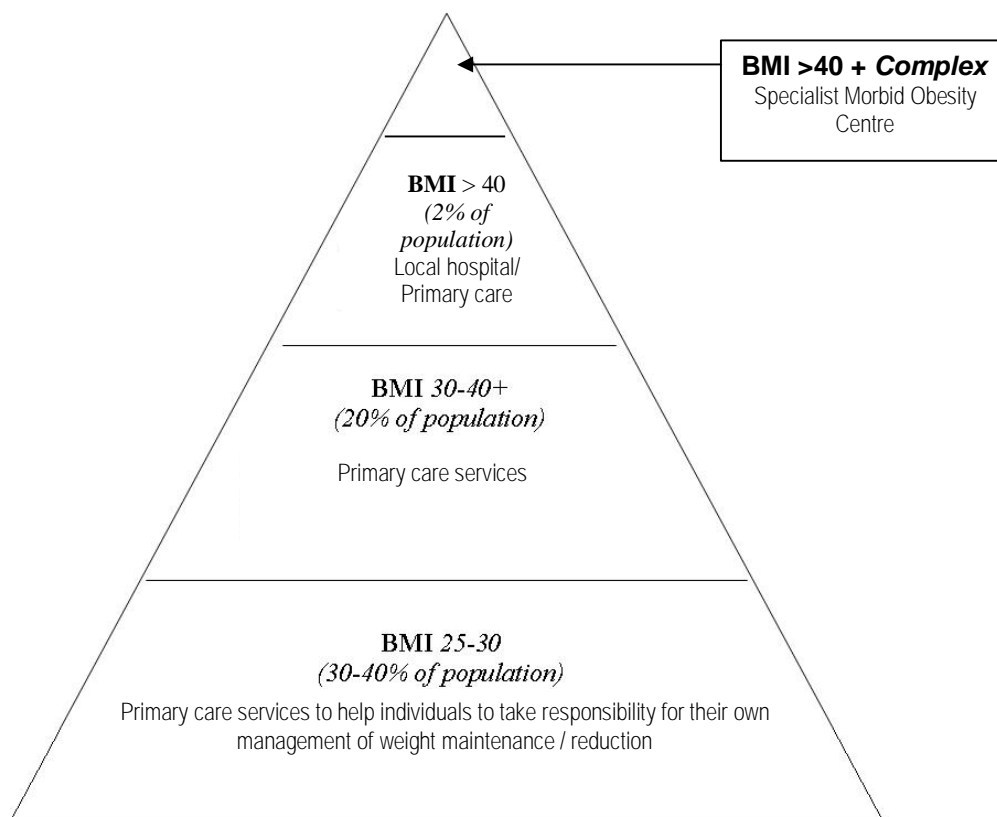 BMI >40 + Complex
Specialist Morbid Obesity
Centre
BMI > 40
(2% of
population)
Local hospital/
Primary care
BMI 30-40+
(20% of population)
Primary care services
BMI 25-30
(30-40% of population)
Primary care services to help individuals to take responsibility for their own
management of weight maintenance / reduction